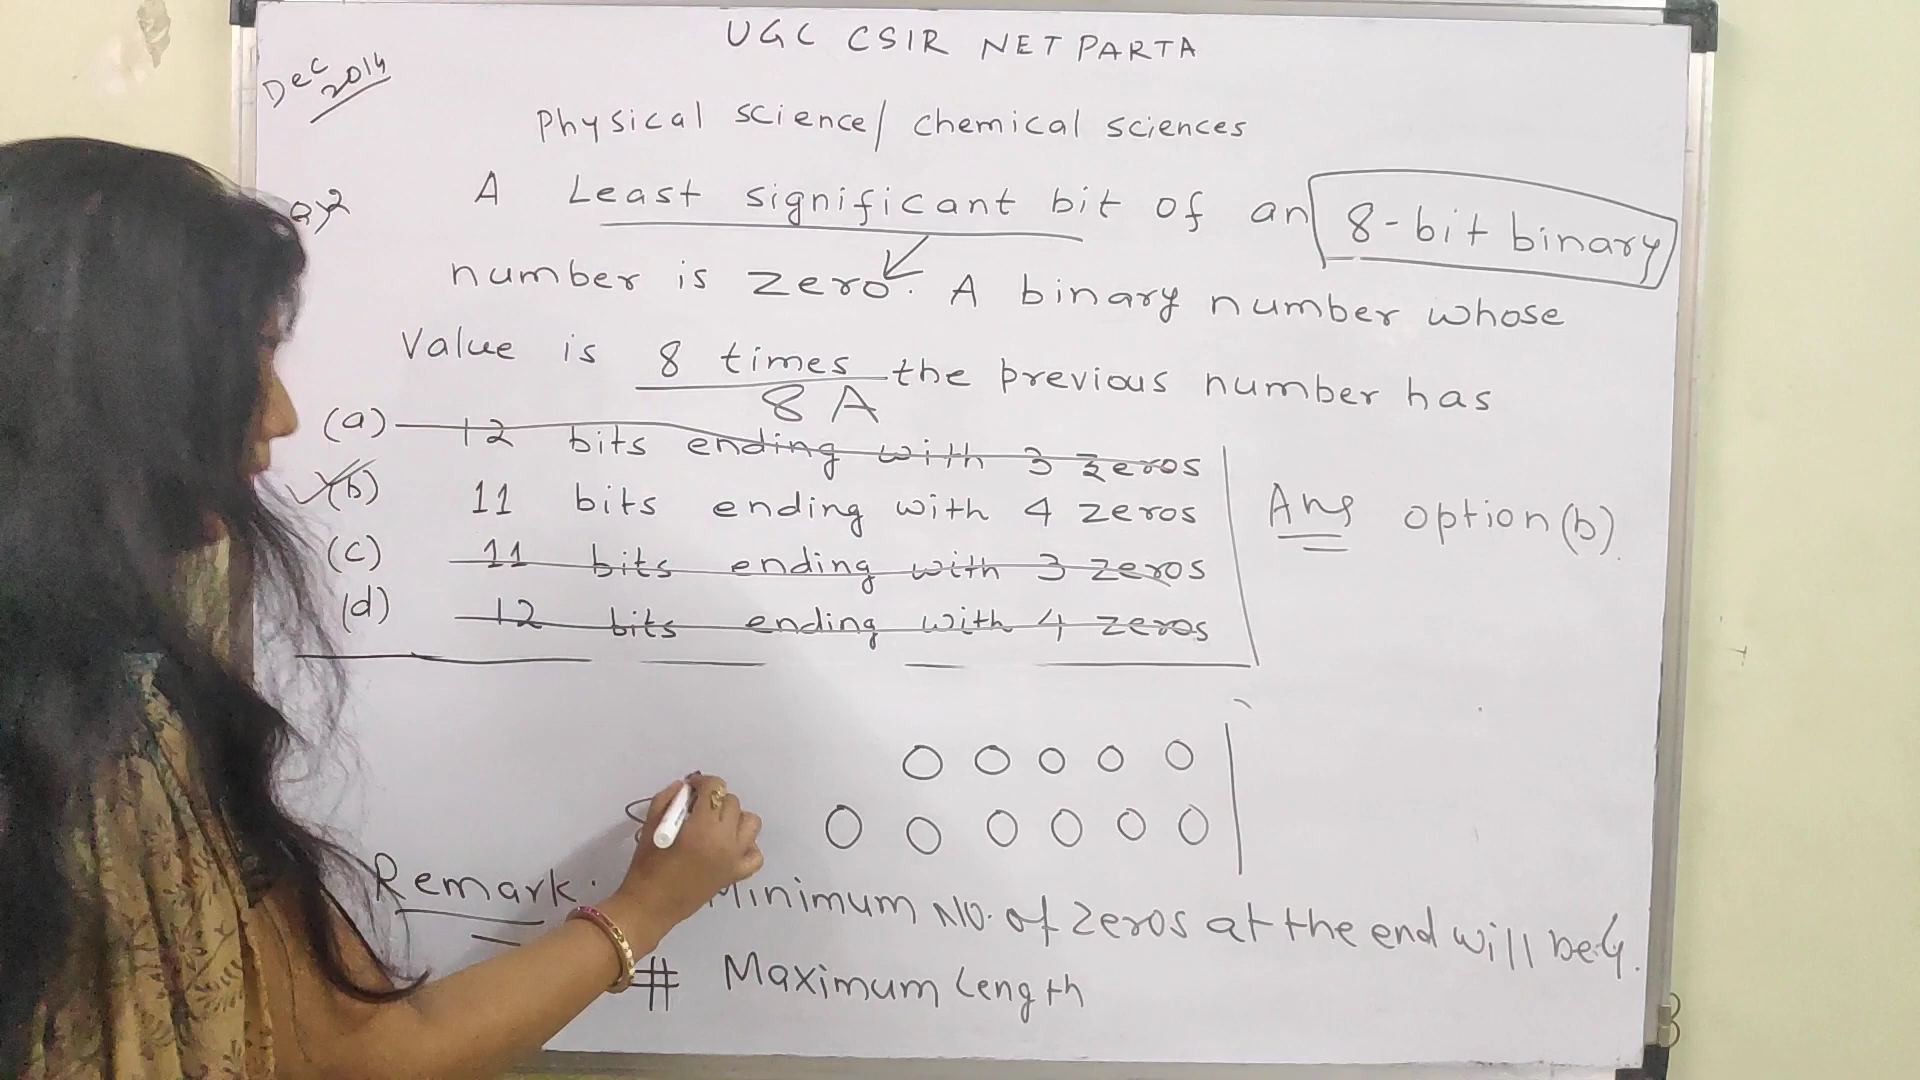 UGC CSIR NET PART A
Dec 2014
Physical science/ chemical sciences
A Least significant bit of an 8-bit binary
number is zero. A binary number whose
Value is 8 times the previous number has
8 A
(a) 12 bits ending with 3 zeros
(b) 11 bits ending with 4 zeros
(c) 11 bits ending with 3 zeros
(d) 12 bits ending with 4 zeros
Ans option (b).
0 0 0 0 0
0 0 0 0 0 0
Remark. Minimum NO. of zeros at the end will be 4.
# Maximum Length